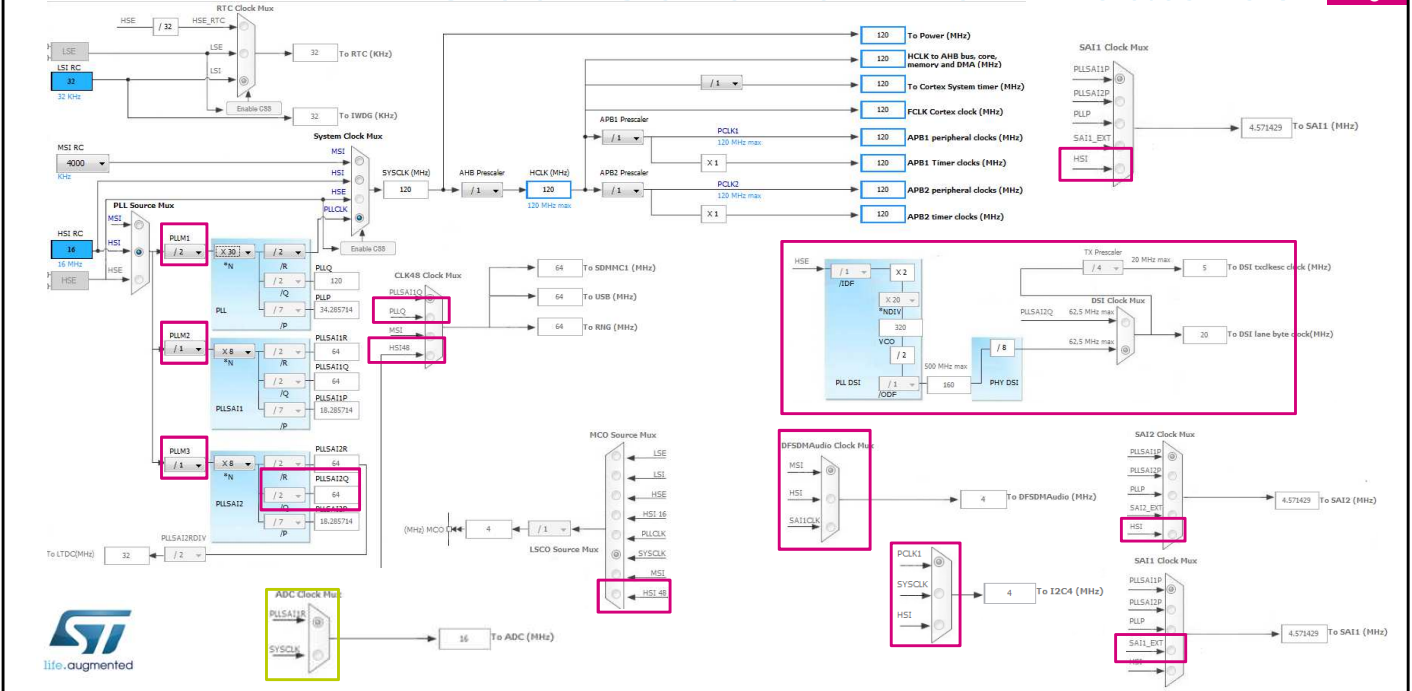 RTC Clock Mux
HSE
/ 32
HSE_RTC
LSE
LSE
32
To RTC (KHz)
LSI RC
32
32 KHz
LSI
Enable CSS
32
To IWDG (KHz)
System Clock Mux
MSI RC
4000
KHz
MSI
HSI
HSE
PLLCLK
SYSCLK (MHz)
120
AHB Prescaler
/ 1
HCLK (MHz)
120
120 MHz max
Enable CSS
120
To Power (MHz)
120
HCLK to AHB bus, core,
memory and DMA (MHz)
/ 1
120
To Cortex System timer (MHz)
120
FCLK Cortex clock (MHz)
APB1 Prescaler
/ 1
PCLK1
120 MHz max
120
APB1 peripheral clocks (MHz)
X 1
120
APB1 Timer clocks (MHz)
APB2 Prescaler
/ 1
PCLK2
120 MHz max
120
APB2 peripheral clocks (MHz)
X 1
120
APB2 timer clocks (MHz)
SAI1 Clock Mux
PLLSAI1P
PLLSAI2P
PLLP
SAI1_EXT
HSI
4.571429
To SAI1 (MHz)
PLL Source Mux
MSI
HSI
HSE
HSI RC
16
16 MHz
HSE
PLLM1
/ 2
X 30
*N
/ 2
/R
PLLQ
/ 2
120
/Q
PLLP
PLL
/ 7
34.285714
/P
PLLM2
/ 1
X 8
*N
/ 2
/R
PLLSAI1R
64
PLLSAI1Q
/ 2
64
/Q
PLLSAI1P
PLLSAI1
/ 7
18.285714
/P
PLLM3
/ 1
X 8
*N
/ 2
/R
PLLSAI2R
64
PLLSAI2Q
/ 2
64
/Q
PLLSAI2
/ 7
18.285714
/P
PLLSAI2RDIV
To LTDC(MHz)
32
/ 2
CLK48 Clock Mux
PLLSAI1Q
PLLQ
MSI
HSI48
64
To SDMMC1 (MHz)
64
To USB (MHz)
64
To RNG (MHz)
HSE
/ 1
/IDF
X 2
X 20
*NDIV
320
VCO
/ 2
PLL DSI
/ 1
/ODF
500 MHz max
160
/ 8
PHY DSI
TX Prescaler
/ 4
20 MHz max
5
To DSI txclkesc clock (MHz)
DSI Clock Mux
PLLSAI2Q
62.5 MHz max
62.5 MHz max
20
To DSI lane byte clock(MHz)
MCO Source Mux
LSE
LSI
HSE
HSI 16
PLLCLK
SYSCLK
MSI
HSI 48
(MHz) MCO
4
/ 1
LSCO Source Mux
DFSDMAudio Clock Mux
MSI
HSI
SAI1CLK
4
To DFSDMAudio (MHz)
PCLK1
SYSCLK
HSI
4
To I2C4 (MHz)
SAI2 Clock Mux
PLLSAI1P
PLLSAI2P
PLLP
SAI2_EXT
HSI
4.571429
To SAI2 (MHz)
SAI1 Clock Mux
PLLSAI1P
PLLSAI2P
PLLP
SAI1_EXT
HSI
4.571429
To SAI1 (MHz)
ADC Clock Mux
PLLSAI1R
SYSCLK
16
To ADC (MHz)
ST
life.augmented